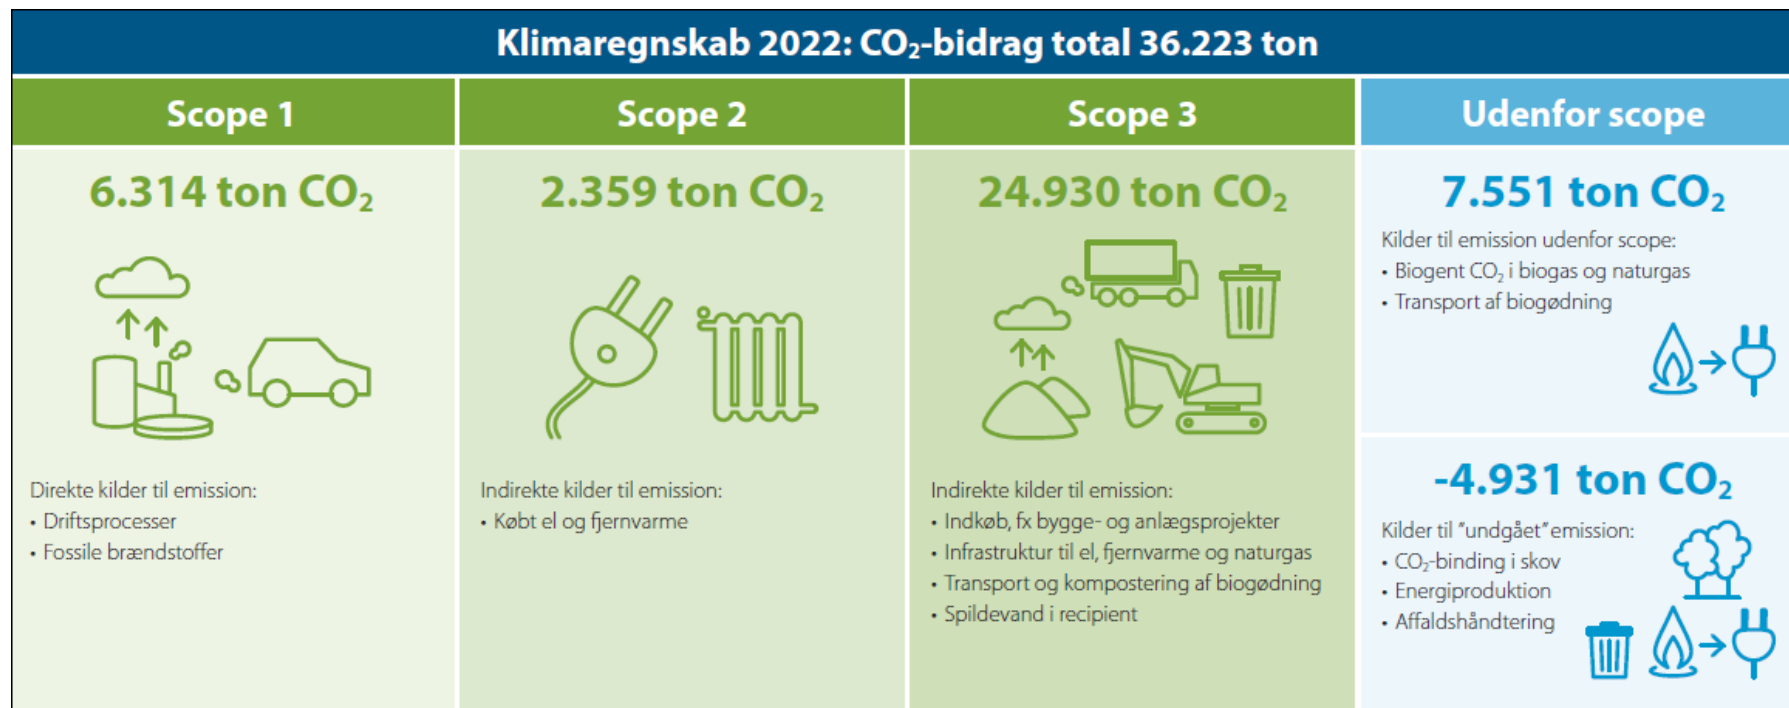 Klimaregnskab 2022: CO₂-bidrag total 36.223 ton
Scope 1
6.314 ton CO₂
Direkte kilder til emission:
• Driftsprocesser
• Fossile brændstoffer
Scope 2
2.359 ton CO₂
Indirekte kilder til emission:
• Købt el og fjernvarme
Scope 3
24.930 ton CO₂
Indirekte kilder til emission:
• Indkøb, fx bygge- og anlægsprojekter
• Infrastruktur til el, fjernvarme og naturgas
• Transport og kompostering af biogødning
• Spildevand i recipient
Udenfor scope
7.551 ton CO₂
Kilder til emission udenfor scope:
• Biogent CO₂ i biogas og naturgas
• Transport af biogødning
-4.931 ton CO₂
Kilder til "undgået" emission:
• CO₂-binding i skov
• Energiproduktion
• Affaldshåndtering